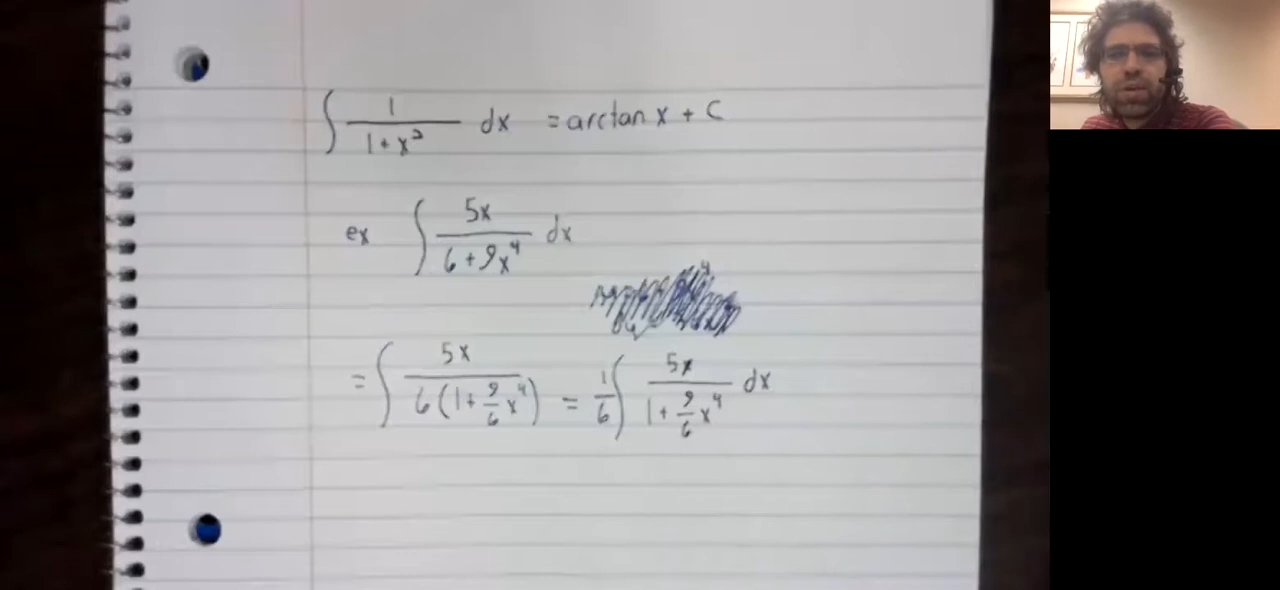 ∫ 1/(1+x²) dx = arctan x + C
ex ∫ 5x/(6+9x⁴) dx
= ∫ 5x/(6(1+9/6 x⁴)) = 1/6 ∫ 5x/(1+9/6 x⁴) dx